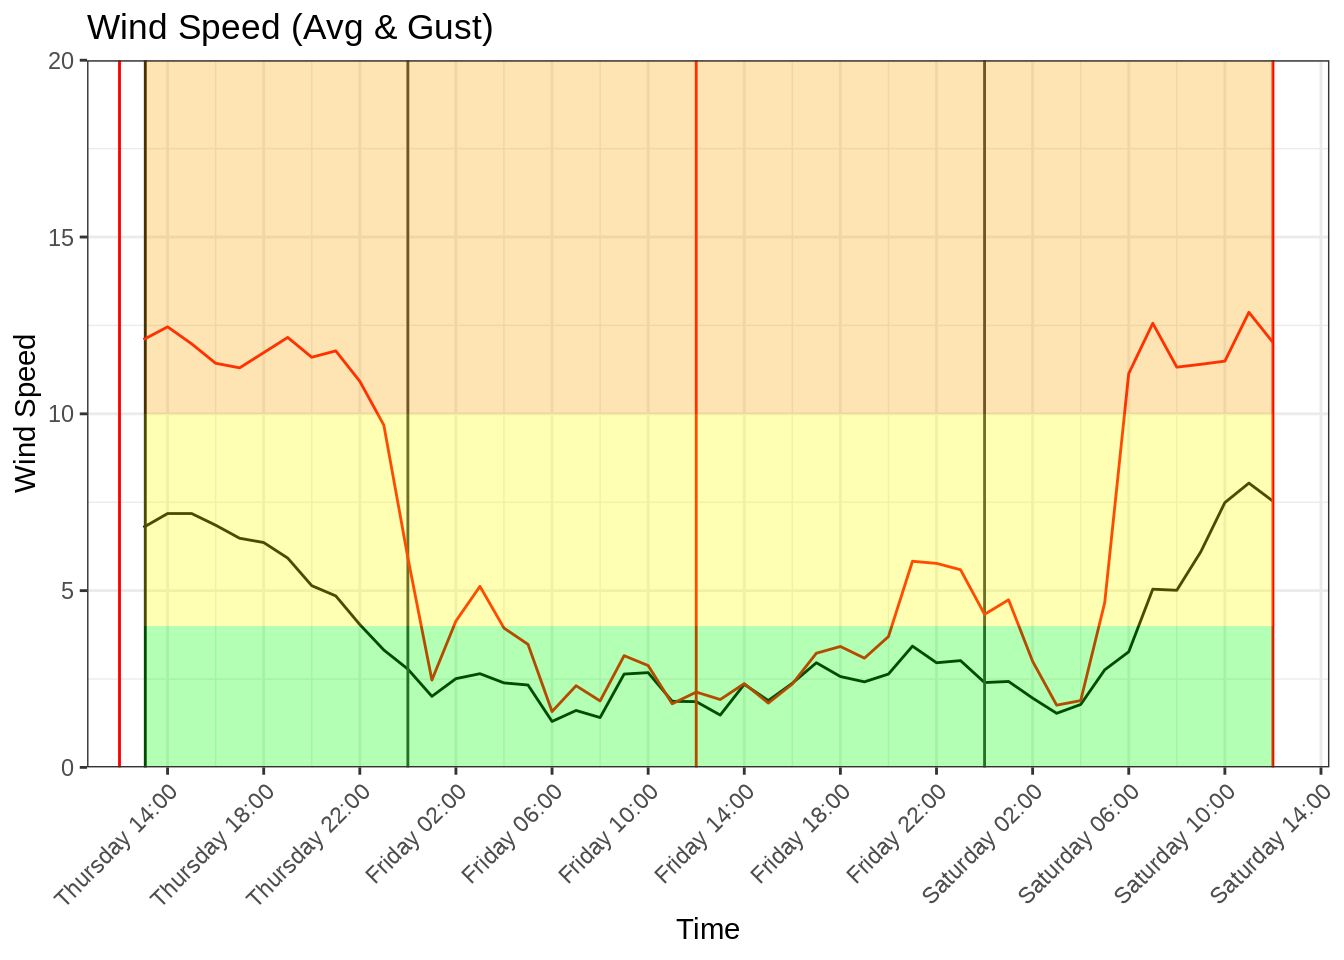 Wind Speed (Avg & Gust)
20
15
10
5
0
Wind Speed
Thursday 14:00
Thursday 18:00
Thursday 22:00
Friday 02:00
Friday 06:00
Friday 10:00
Friday 14:00
Friday 18:00
Friday 22:00
Saturday 02:00
Saturday 06:00
Saturday 10:00
Saturday 14:00
Time